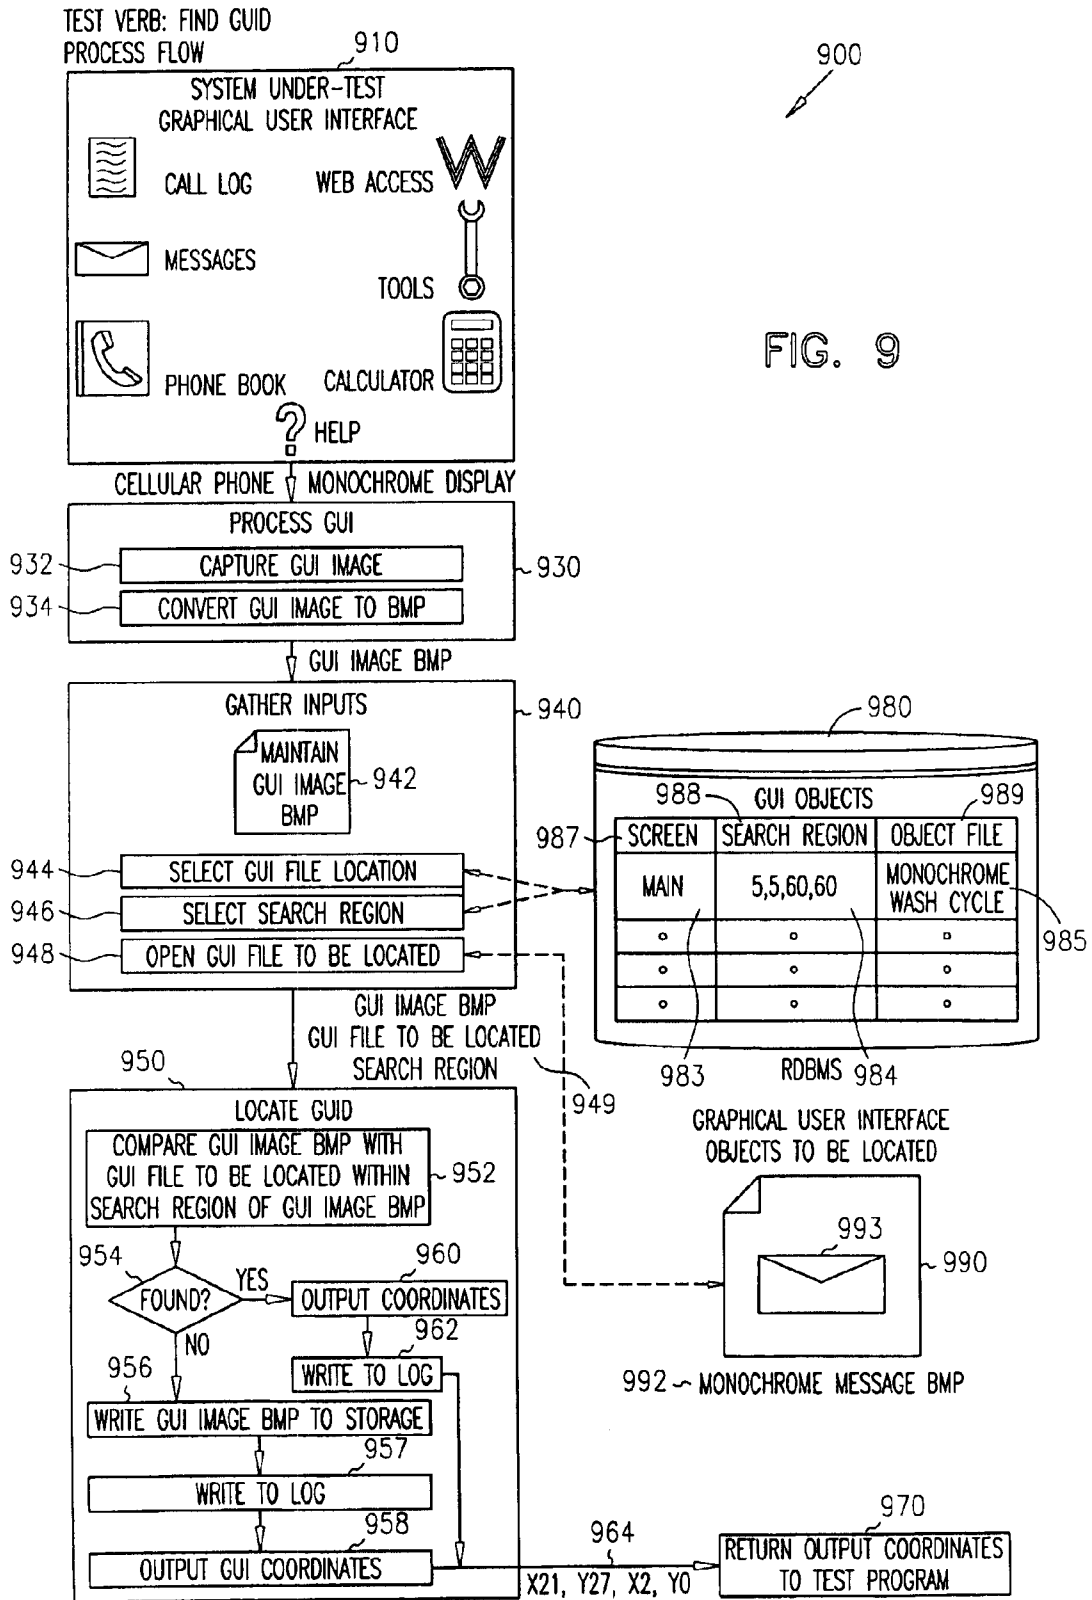 TEST VERB: FIND GUID
PROCESS FLOW
910
900
SYSTEM UNDER-TEST
GRAPHICAL USER INTERFACE
CALL LOG
WEB ACCESS
W
MESSAGES
TOOLS
PHONE BOOK
CALCULATOR
? HELP
FIG. 9
CELLULAR PHONE MONOCHROME DISPLAY
PROCESS GUI
932
CAPTURE GUI IMAGE
930
934
CONVERT GUI IMAGE TO BMP
GUI IMAGE BMP
GATHER INPUTS
940
MAINTAIN
GUI IMAGE
BMP
942
944
SELECT GUI FILE LOCATION
946
SELECT SEARCH REGION
948
OPEN GUI FILE TO BE LOCATED
980
GUI OBJECTS
988
989
987
SCREEN SEARCH REGION OBJECT FILE
MAIN 5,5,60,60 MONOCHROME
WASH CYCLE
985
983
RDBMS
984
GUI IMAGE BMP
GUI FILE TO BE LOCATED
SEARCH REGION
949
950
LOCATE GUID
COMPARE GUI IMAGE BMP WITH
GUI FILE TO BE LOCATED WITHIN
SEARCH REGION OF GUI IMAGE BMP
952
954
FOUND?
YES
NO
960
OUTPUT COORDINATES
962
WRITE TO LOG
956
WRITE GUI IMAGE BMP TO STORAGE
957
WRITE TO LOG
958
OUTPUT GUI COORDINATES
GRAPHICAL USER INTERFACE
OBJECTS TO BE LOCATED
993
990
992 MONOCHROME MESSAGE BMP
964
X21, Y27, X2, Y0
970
RETURN OUTPUT COORDINATES
TO TEST PROGRAM